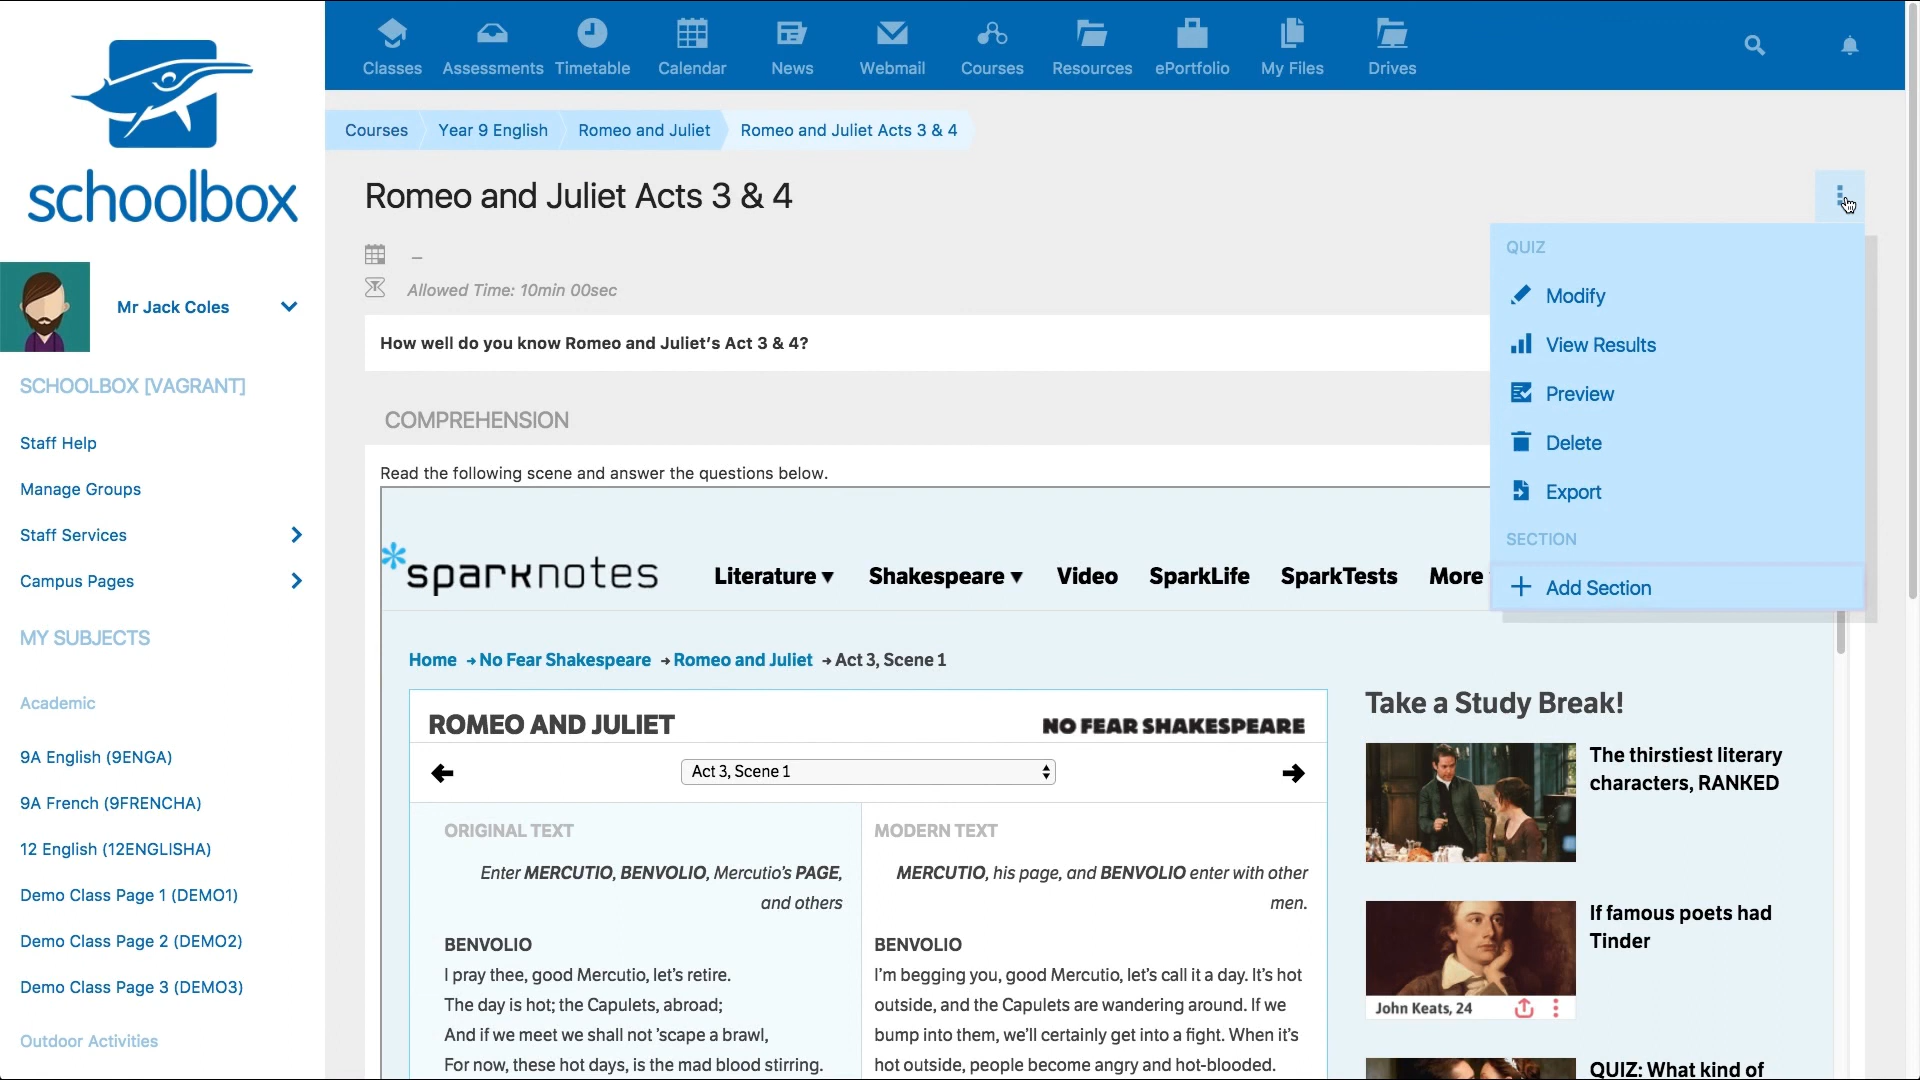 schoolbox
Classes
Assessments
Timetable
Calendar
News
Webmail
Courses
Resources
ePortfolio
My Files
Drives
Courses
Year 9 English
Romeo and Juliet
Romeo and Juliet Acts 3 & 4
Romeo and Juliet Acts 3 & 4
–
Allowed Time: 10min 00sec
How well do you know Romeo and Juliet's Act 3 & 4?
QUIZ
Modify
View Results
Preview
Delete
Export
SECTION
Add Section
Mr Jack Coles
SCHOOLBOX [VAGRANT]
Staff Help
Manage Groups
Staff Services
Campus Pages
MY SUBJECTS
Academic
9A English (9ENGA)
9A French (9FRENCHA)
12 English (12ENGLISHA)
Demo Class Page 1 (DEMO1)
Demo Class Page 2 (DEMO2)
Demo Class Page 3 (DEMO3)
Outdoor Activities
COMPREHENSION
Read the following scene and answer the questions below.
*sparknotes
Literature ▼
Shakespeare ▼
Video
SparkLife
SparkTests
More
Home → No Fear Shakespeare → Romeo and Juliet → Act 3, Scene 1
ROMEO AND JULIET
NO FEAR SHAKESPEARE
Act 3, Scene 1
ORIGINAL TEXT
Enter MERCUTIO, BENVOLIO, Mercutio's PAGE,
and others
BENVOLIO
I pray thee, good Mercutio, let's retire.
The day is hot; the Capulets, abroad;
And if we meet we shall not 'scape a brawl,
For now, these hot days, is the mad blood stirring.
MODERN TEXT
MERCUTIO, his page, and BENVOLIO enter with other
men.
BENVOLIO
I'm begging you, good Mercutio, let's call it a day. It's hot
outside, and the Capulets are wandering around. If we
bump into them, we'll certainly get into a fight. When it's
hot outside, people become angry and hot-blooded.
Take a Study Break!
The thirstiest literary
characters, RANKED
If famous poets had
Tinder
John Keats, 24
QUIZ: What kind of